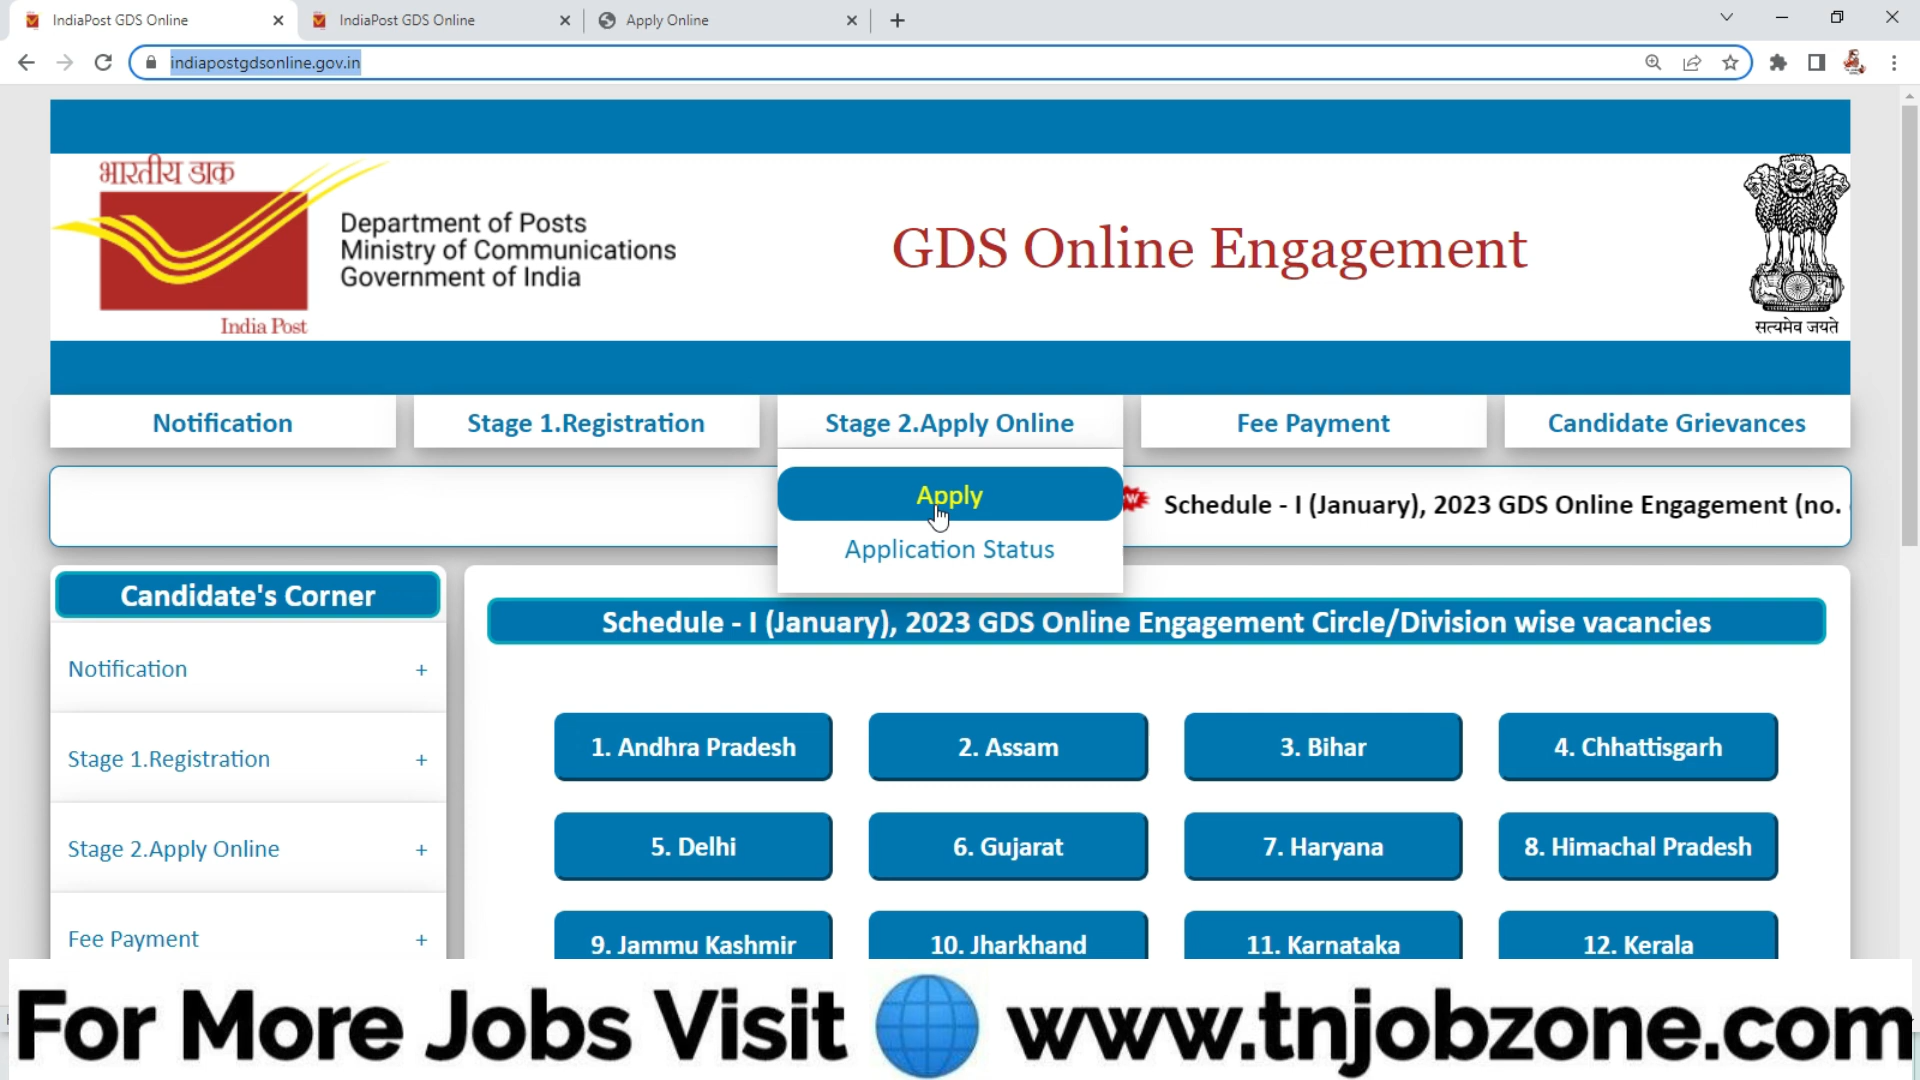 IndiaPost GDS Online
IndiaPost GDS Online
Apply Online
indiapostgdsonline.gov.in
भारतीय डाक
India Post
Department of Posts
Ministry of Communications
Government of India
GDS Online Engagement
सत्यमेव जयते
Notification
Stage 1.Registration
Stage 2.Apply Online
Fee Payment
Candidate Grievances
Apply
Application Status
Schedule - I (January), 2023 GDS Online Engagement (no.
Candidate's Corner
Notification +
Stage 1.Registration +
Stage 2.Apply Online +
Fee Payment +
Schedule - I (January), 2023 GDS Online Engagement Circle/Division wise vacancies
1. Andhra Pradesh
2. Assam
3. Bihar
4. Chhattisgarh
5. Delhi
6. Gujarat
7. Haryana
8. Himachal Pradesh
9. Jammu Kashmir
10. Jharkhand
11. Karnataka
12. Kerala
For More Jobs Visit www.tnjobzone.com